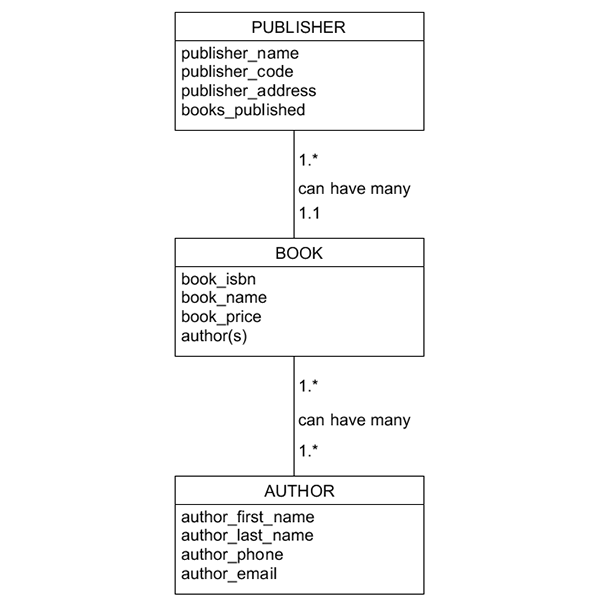 PUBLISHER
publisher_name
publisher_code
publisher_address
books_published
1.*
can have many
1.1
BOOK
book_isbn
book_name
book_price
author(s)
1.*
can have many
1.*
AUTHOR
author_first_name
author_last_name
author_phone
author_email